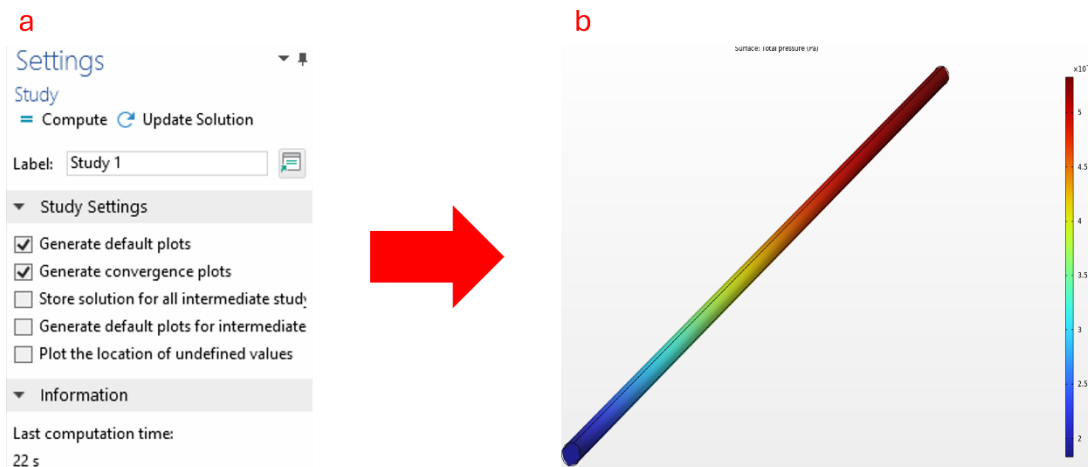 a
Settings
Study
= Compute Update Solution
Label: Study 1
Study Settings
Generate default plots
Generate convergence plots
Store solution for all intermediate study
Generate default plots for intermediate
Plot the location of undefined values
Information
Last computation time:
22 s
b
Surface: Total pressure (Pa)
×10⁷
5
4.5
4
3.5
3
2.5
2